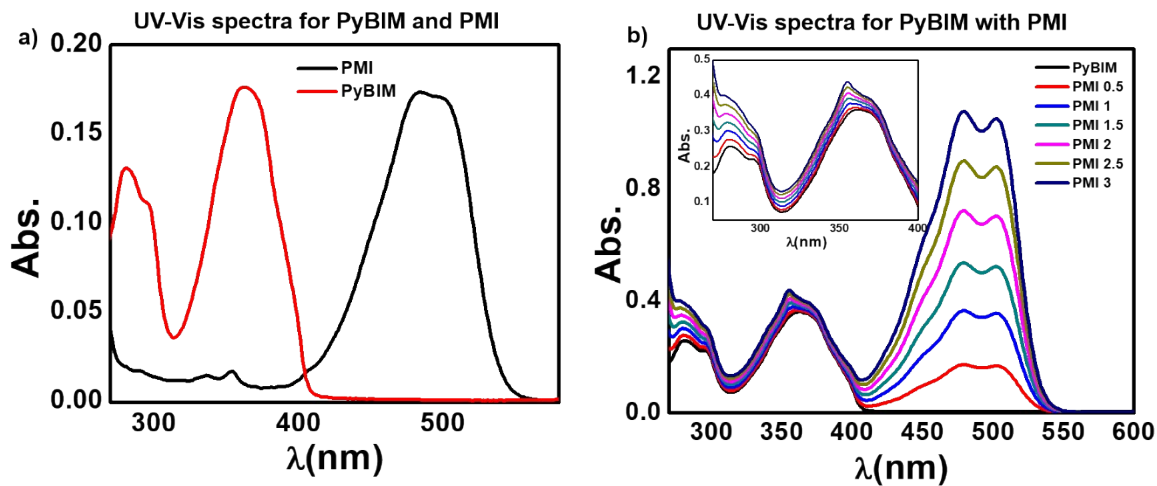 UV-Vis spectra for PyBIM and PMI
a)
0.20
0.15
0.10
0.05
0.00
Abs.
PMI
PyBIM
300
400
500
λ(nm)
UV-Vis spectra for PyBIM with PMI
b)
1.2
0.8
0.4
0.0
Abs.
0.5
0.4
0.3
0.2
0.1
Abs.
300
350
400
λ(nm)
PyBIM
PMI 0.5
PMI 1
PMI 1.5
PMI 2
PMI 2.5
PMI 3
300
350
400
450
500
550
600
λ(nm)